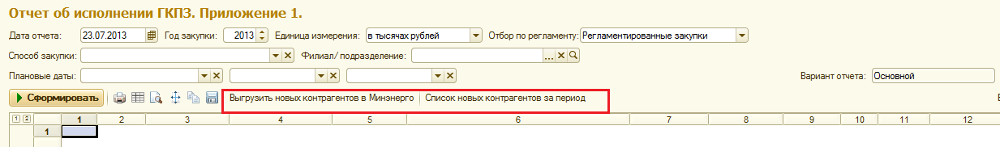 Отчет об исполнении ГКПЗ. Приложение 1.
Дата отчета: 23.07.2013 Год закупки: 2013 Единица измерения: в тысячах рублей Отбор по регламенту: Регламентированные закупки
Способ закупки: Филиал/ подразделение:
Плановые даты: Вариант отчета: Основной
Сформировать Выгрузить новых контрагентов в Минэнерго Список новых контрагентов за период
1 2 1 2 3 4 5 6 7 8 9 10 11 12
1